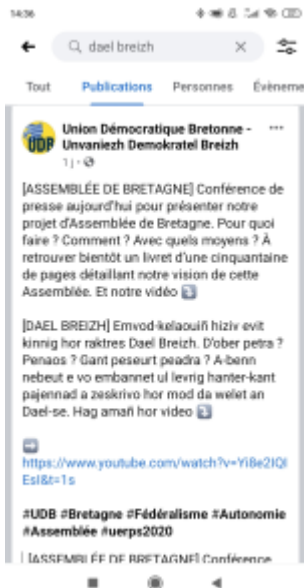 14:36
dael breizh
Tout Publications Personnes Évèneme
Union Démocratique Bretonne -
Unvaniezh Demokratel Breizh
1 j
UDB
[ASSEMBLÉE DE BRETAGNE] Conférence de
presse aujourd'hui pour présenter notre
projet d'Assemblée de Bretagne. Pour quoi
faire ? Comment ? Avec quels moyens ? À
retrouver bientôt un livret d'une cinquantaine
de pages détaillant notre vision de cette
Assemblée. Et notre vidéo
[DAEL BREIZH] Emvod-kelaouiñ hiziv evit
kinnig hor raktres Dael Breizh. D'ober petra ?
Penaos ? Gant peseurt peadra ? A-benn
nebeut e vo embannet ul levrig hanter-kant
pajennad a zeskrivo hor mod da welet an
Dael-se. Hag amañ hor video
https://www.youtube.com/watch?v=Yi8e2IQl
EsI&t=1s
#UDB #Bretagne #Fédéralisme #Autonomie
#Assemblée #uerps2020
[ASSEMBLÉE DE BRETAGNE] Conférence